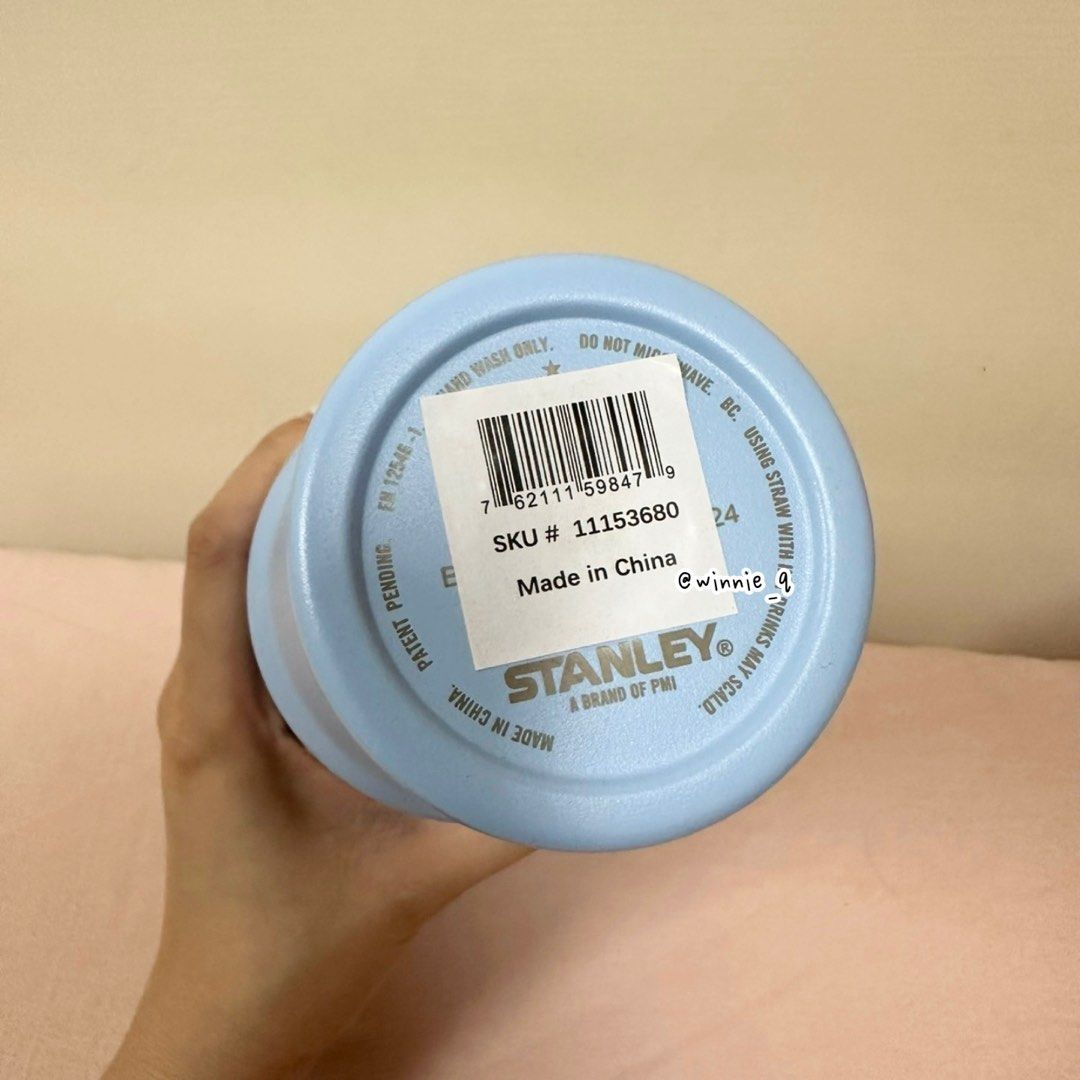 7 62111 59847 9
SKU # 11153680
Made in China
@winnie_q
HAND WASH ONLY.
DO NOT
WAVE.
BC.
USING STRAW WITH
DRINKS MAY SCALD.
24
EN 12546-1.
PATENT PENDING.
MADE IN CHINA.
STANLEY®
A BRAND OF PMI